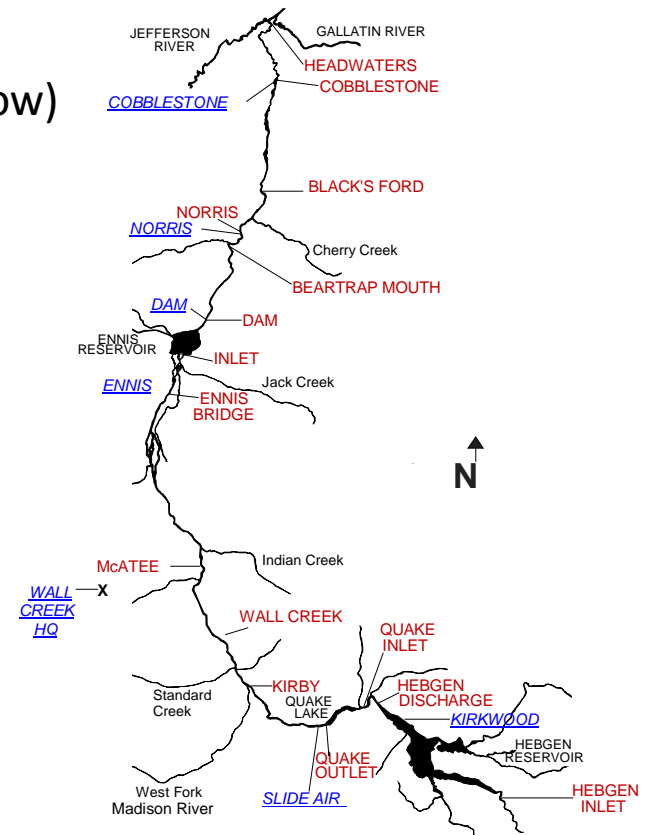 JEFFERSON
RIVER
GALLATIN RIVER
HEADWATERS
ow)
COBBLESTONE
COBBLESTONE
BLACK'S FORD
NORRIS
NORRIS
Cherry Creek
BEARTRAP MOUTH
DAM
DAM
ENNIS
RESERVOIR
INLET
ENNIS
Jack Creek
ENNIS
BRIDGE
N
Indian Creek
McATEE
WALL
CREEK
HQ
X
WALL CREEK
QUAKE
INLET
KIRBY
Standard
Creek
QUAKE
LAKE
HEBGEN
DISCHARGE
KIRKWOOD
HEBGEN
RESERVOIR
QUAKE
OUTLET
SLIDE AIR
West Fork
Madison River
HEBGEN
INLET